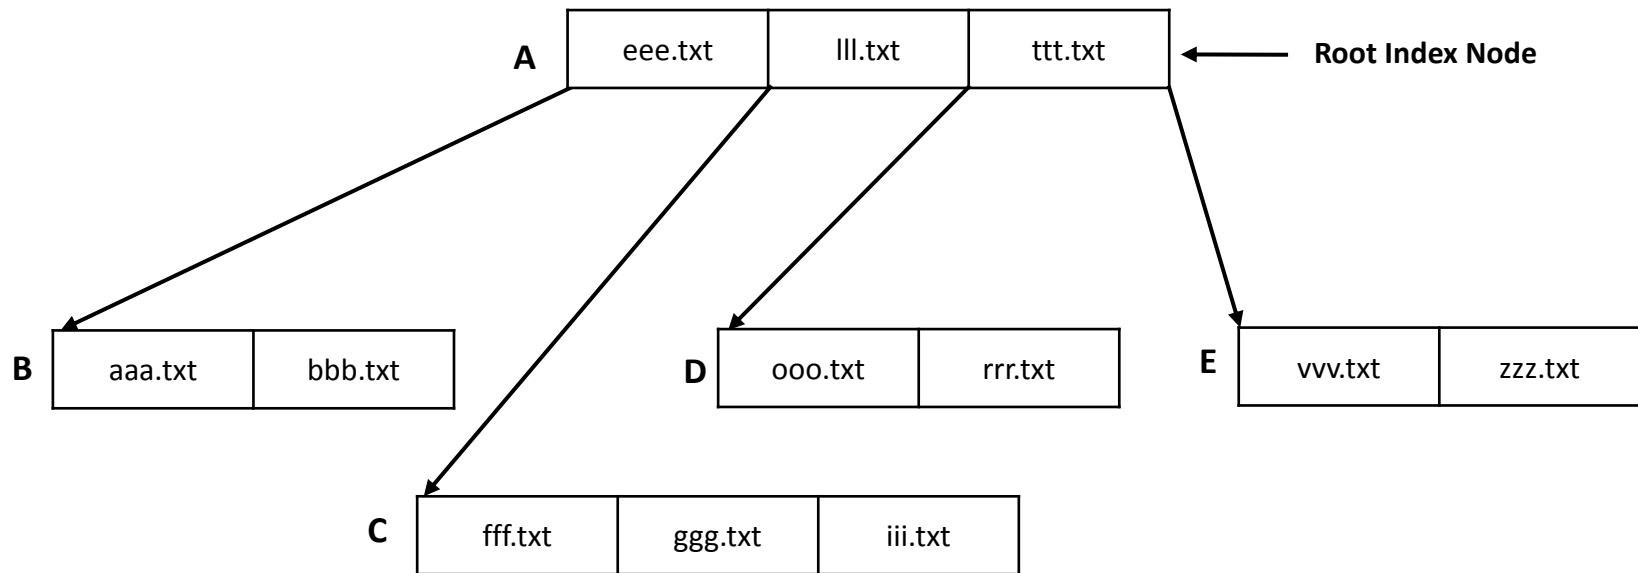 A eee.txt lll.txt ttt.txt Root Index Node
B aaa.txt bbb.txt D ooo.txt rrr.txt E vvv.txt zzz.txt
C fff.txt ggg.txt iii.txt